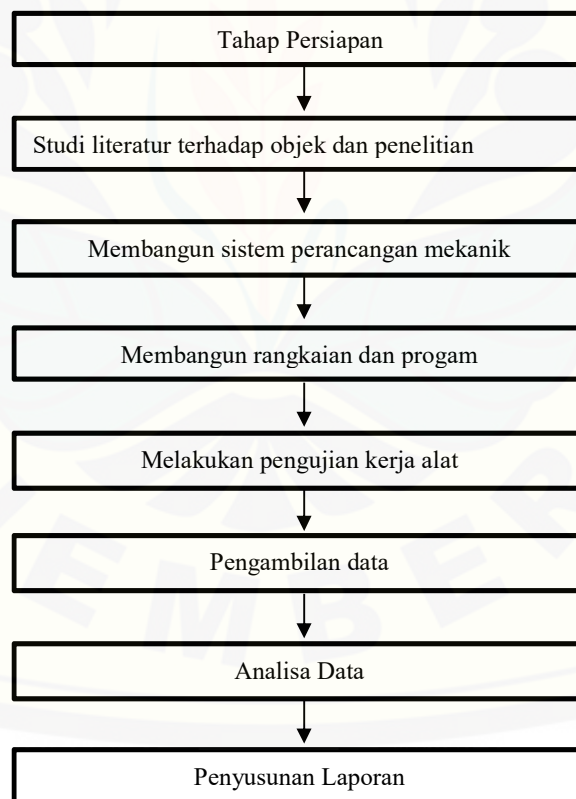 Tahap Persiapan
Studi literatur terhadap objek dan penelitian
Membangun sistem perancangan mekanik
Membangun rangkaian dan progam
Melakukan pengujian kerja alat
Pengambilan data
Analisa Data
Penyusunan Laporan
EMBER